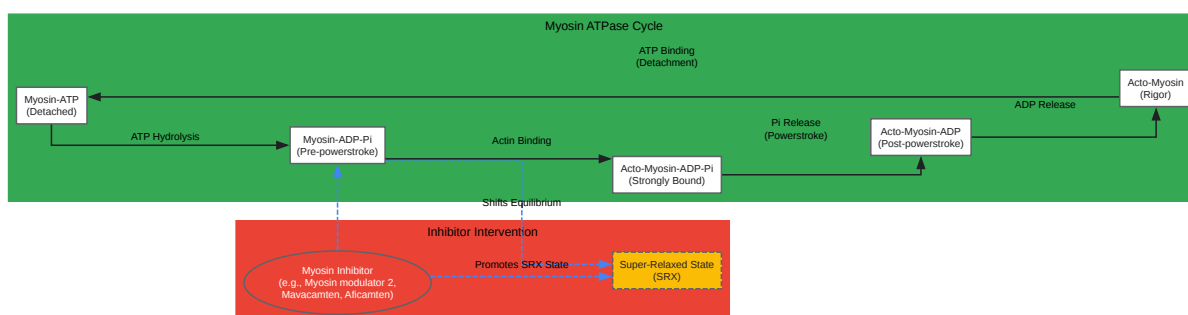 Myosin ATPase Cycle
ATP Binding
(Detachment)
Acto-Myosin
(Rigor)
Myosin-ATP
(Detached)
ADP Release
Pi Release
(Powerstroke)
Acto-Myosin-ADP
(Post-powerstroke)
ATP Hydrolysis
Myosin-ADP-Pi
(Pre-powerstroke)
Actin Binding
Acto-Myosin-ADP-Pi
(Strongly Bound)
Shifts Equilibrium
Inhibitor Intervention
Myosin Inhibitor
(e.g., Myosin modulator 2,
Mavacamten, Aficamten)
Promotes SRX State
Super-Relaxed State
(SRX)